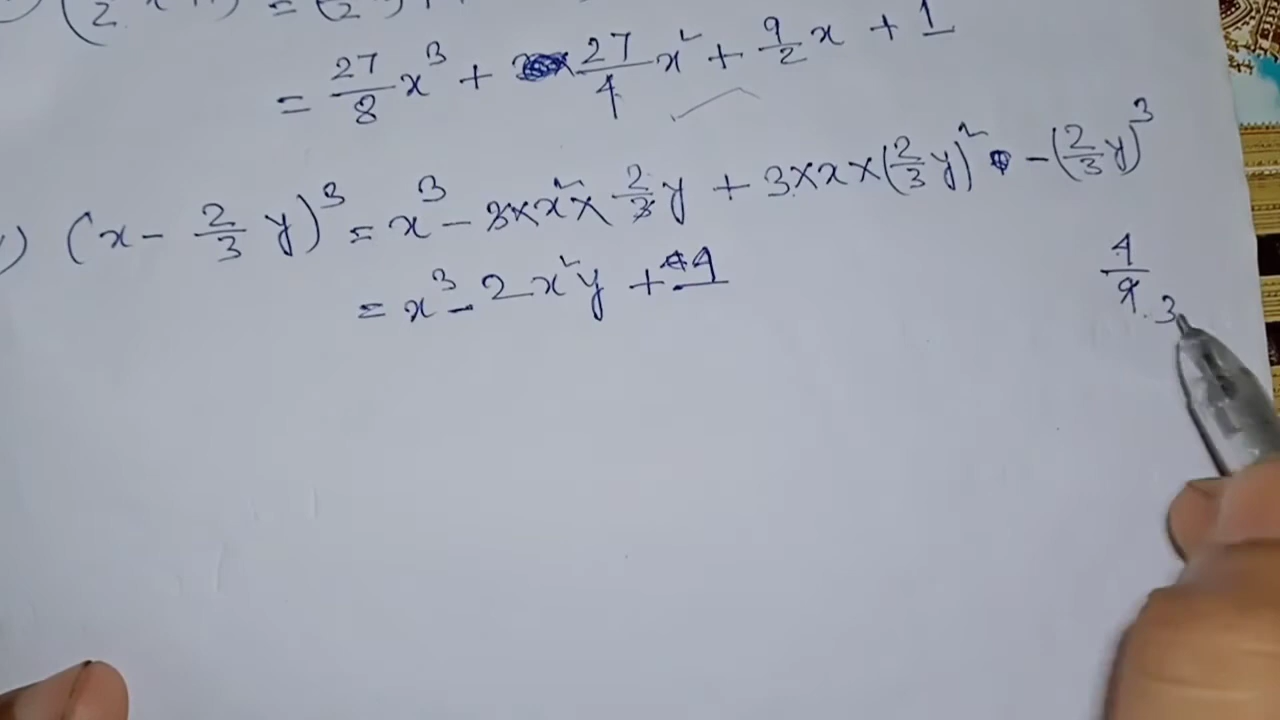 = 27/8 x³ + 27/4 x² + 9/2 x + 1
) (x - 2/3 y)³ = x³ - 3×x²× 2/3 y + 3×x×(2/3 y)² - (2/3 y)³
= x³ - 2x²y + 4
4/9 3